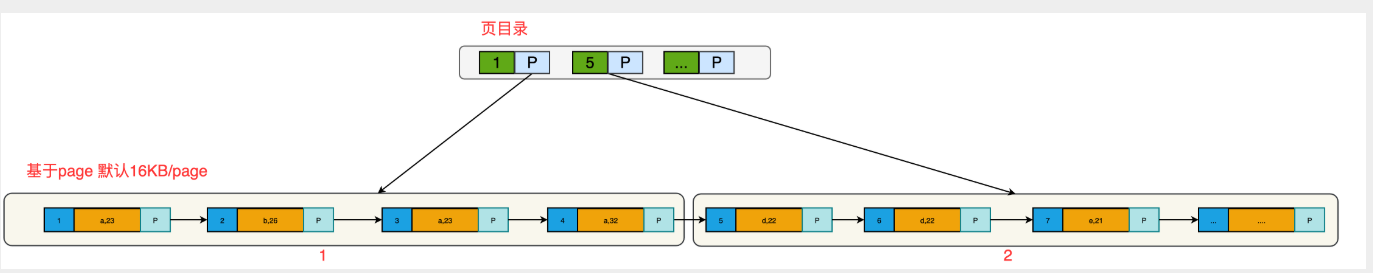 页目录
1 P 5 P ... P
基于page 默认16KB/page
1 a,23 P 2 b,26 P 3 a,23 P 4 a,32 P 5 d,22 P 6 d,22 P 7 e,21 P ... .... P
1 2